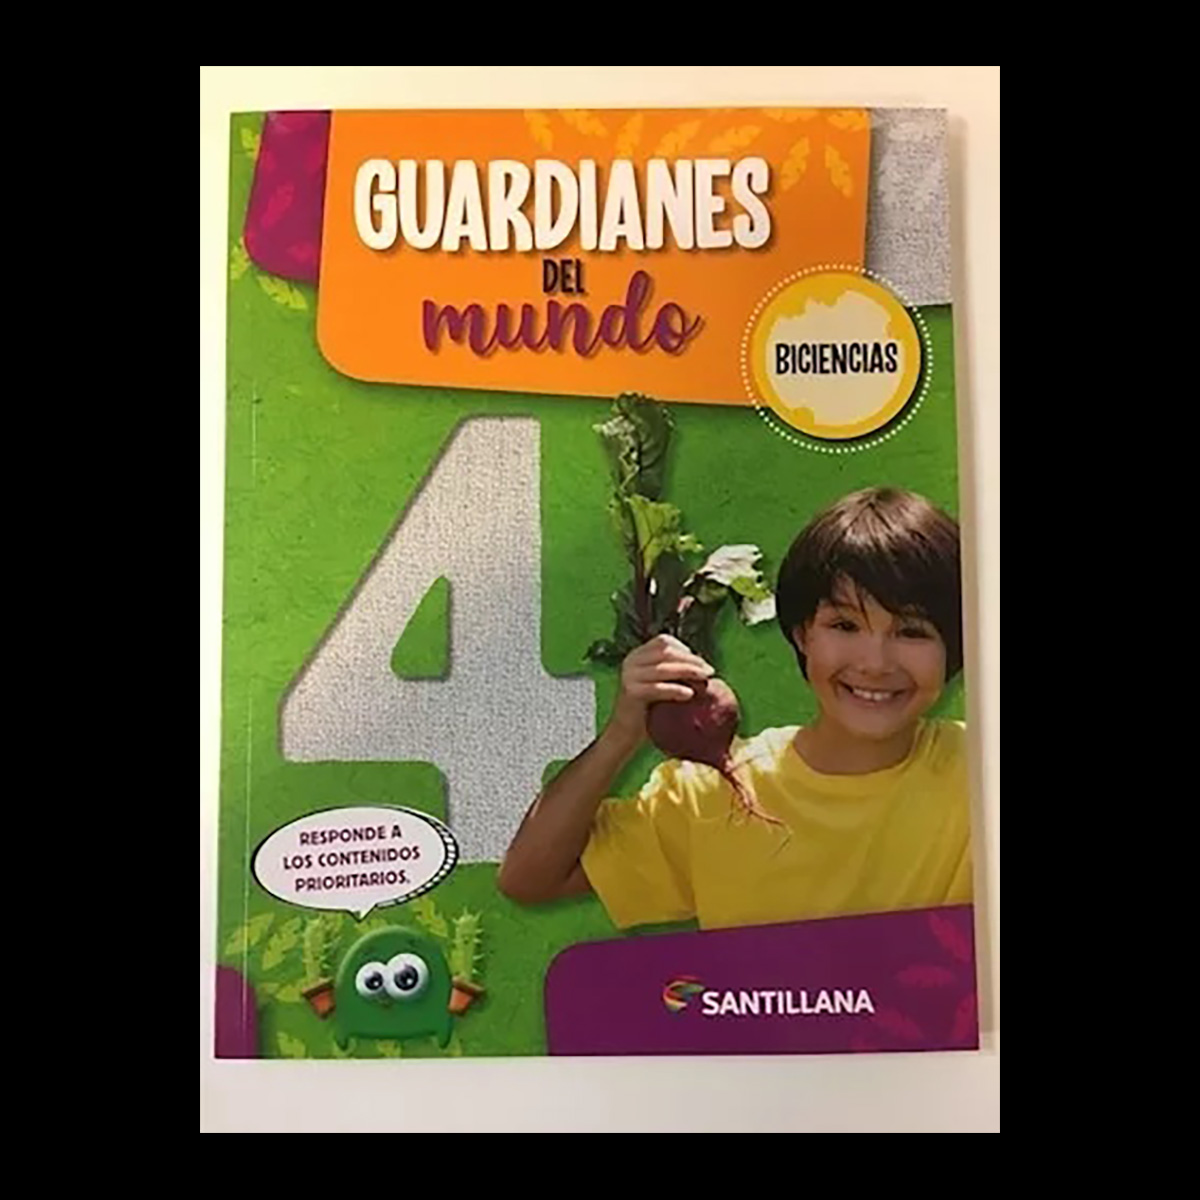 GUARDIANES
DEL
mundo
BICIENCIAS
4
RESPONDE A
LOS CONTENIDOS
PRIORITARIOS.
SANTILLANA